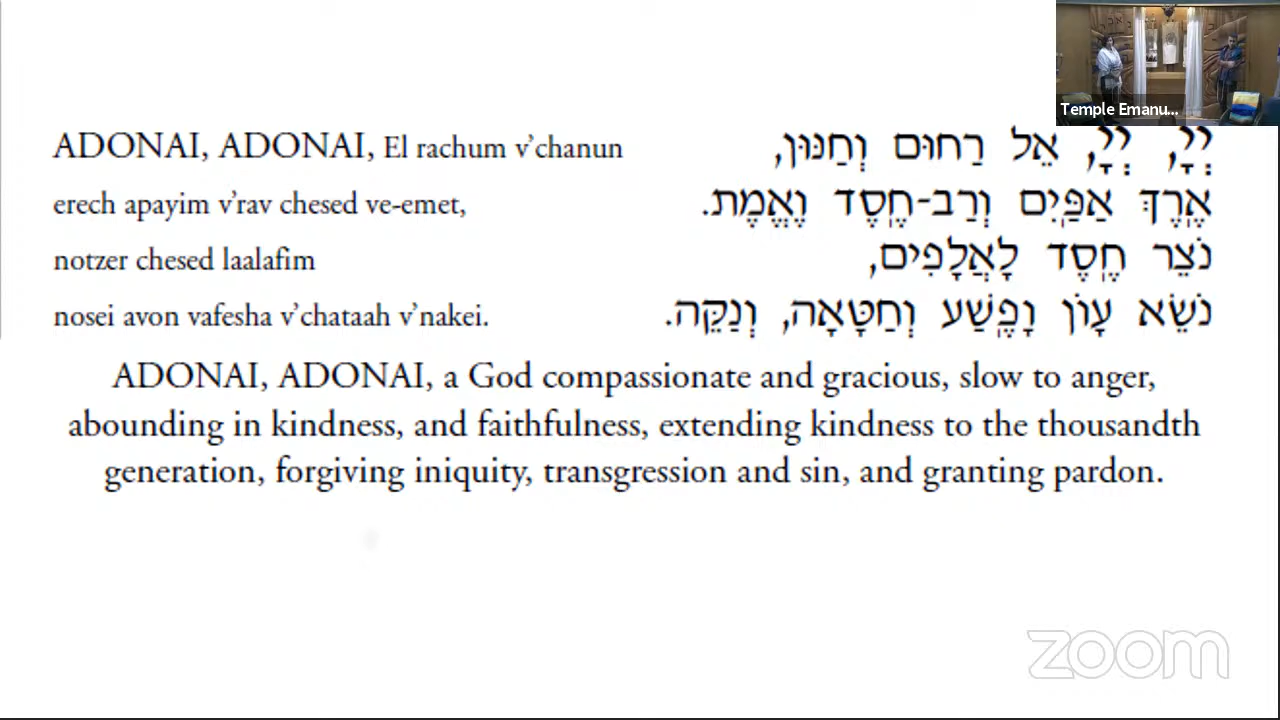 Temple Emanu...
ADONAI, ADONAI, El rachum v’chanun
יְיָ, יְיָ, אֵל רַחוּם וְחַנּוּן,
erech apayim v’rav chesed ve-emet,
אֶֽרֶךְ אַפַּֽיִם וְרַב-חֶֽסֶד וֶאֱמֶת.
notzer chesed laalafim
נֹצֵר חֶֽסֶד לָאֲלָפִים,
nosei avon vafesha v’chataah v’nakei.
נֹשֵׂא עָוֺן וָפֶֽשַׁע וְחַטָּאָה, וְנַקֵּה.
ADONAI, ADONAI, a God compassionate and gracious, slow to anger,
abounding in kindness, and faithfulness, extending kindness to the thousandth
generation, forgiving iniquity, transgression and sin, and granting pardon.
zoom